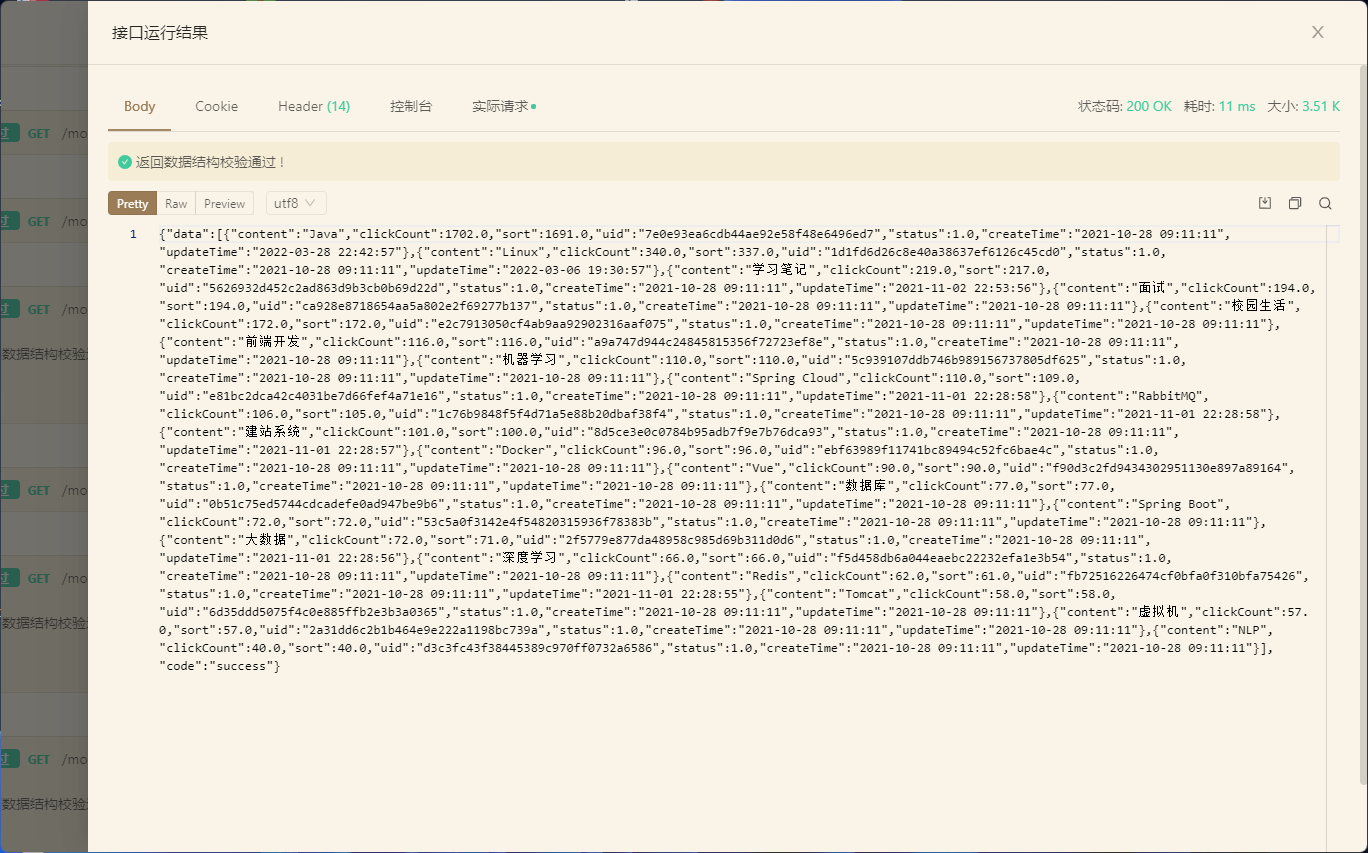 接口运行结果
Body Cookie Header (14) 控制台 实际请求 状态码: 200 OK 耗时: 11 ms 大小: 3.51 K
返回数据结构校验通过！
Pretty Raw Preview utf8
1 {"data":[{"content":"Java","clickCount":1702.0,"sort":1691.0,"uid":"7e0e93ea6cdb44ae92e58f48e6496ed7","status":1.0,"createTime":"2021-10-28 09:11:11",
"updateTime":"2022-03-28 22:42:57"},{"content":"Linux","clickCount":340.0,"sort":337.0,"uid":"1d1fd6d26c8e40a38637ef6126c45cd0","status":1.0,
"createTime":"2021-10-28 09:11:11","updateTime":"2022-03-06 19:30:57"},{"content":"学习笔记","clickCount":219.0,"sort":217.0,
"uid":"5626932d452c2ad863d9b3cb0b69d22d","status":1.0,"createTime":"2021-10-28 09:11:11","updateTime":"2021-11-02 22:53:56"},{"content":"面试","clickCount":194.0,
"sort":194.0,"uid":"ca928e8718654aa5a802e2f69277b137","status":1.0,"createTime":"2021-10-28 09:11:11","updateTime":"2021-10-28 09:11:11"},{"content":"校园生活",
"clickCount":172.0,"sort":172.0,"uid":"e2c7913050cf4ab9aa92902316aaf075","status":1.0,"createTime":"2021-10-28 09:11:11","updateTime":"2021-10-28 09:11:11"},
{"content":"前端开发","clickCount":116.0,"sort":116.0,"uid":"a9a747d944c24845815356f72723ef8e","status":1.0,"createTime":"2021-10-28 09:11:11",
"updateTime":"2021-10-28 09:11:11"},{"content":"机器学习","clickCount":110.0,"sort":110.0,"uid":"5c939107ddb746b989156737805df625","status":1.0,
"createTime":"2021-10-28 09:11:11","updateTime":"2021-10-28 09:11:11"},{"content":"Spring Cloud","clickCount":110.0,"sort":109.0,
"uid":"e81bc2dca42c4031be7d66fef4a71e16","status":1.0,"createTime":"2021-10-28 09:11:11","updateTime":"2021-11-01 22:28:58"},{"content":"RabbitMQ",
"clickCount":106.0,"sort":105.0,"uid":"1c76b9848f5f4d71a5e88b20dbaf38f4","status":1.0,"createTime":"2021-10-28 09:11:11","updateTime":"2021-11-01 22:28:58"},
{"content":"建站系统","clickCount":101.0,"sort":100.0,"uid":"8d5ce3e0c0784b95adb7f9e7b76dca93","status":1.0,"createTime":"2021-10-28 09:11:11",
"updateTime":"2021-11-01 22:28:57"},{"content":"Docker","clickCount":96.0,"sort":96.0,"uid":"ebf63989f11741bc89494c52fc6bae4c","status":1.0,
"createTime":"2021-10-28 09:11:11","updateTime":"2021-10-28 09:11:11"},{"content":"Vue","clickCount":90.0,"sort":90.0,"uid":"f90d3c2fd9434302951130e897a89164",
"status":1.0,"createTime":"2021-10-28 09:11:11","updateTime":"2021-10-28 09:11:11"},{"content":"数据库","clickCount":77.0,"sort":77.0,
"uid":"0b51c75ed5744cdcadefe0ad947be9b6","status":1.0,"createTime":"2021-10-28 09:11:11","updateTime":"2021-10-28 09:11:11"},{"content":"Spring Boot",
"clickCount":72.0,"sort":72.0,"uid":"53c5a0f3142e4f54820315936f78383b","status":1.0,"createTime":"2021-10-28 09:11:11","updateTime":"2021-10-28 09:11:11"},
{"content":"大数据","clickCount":72.0,"sort":71.0,"uid":"2f5779e877da48958c985d69b311d0d6","status":1.0,"createTime":"2021-10-28 09:11:11",
"updateTime":"2021-11-01 22:28:56"},{"content":"深度学习","clickCount":66.0,"sort":66.0,"uid":"f5d458db6a044eaebc22232efa1e3b54","status":1.0,
"createTime":"2021-10-28 09:11:11","updateTime":"2021-10-28 09:11:11"},{"content":"Redis","clickCount":62.0,"sort":61.0,"uid":"fb72516226474cf0bfa0f310bfa75426",
"status":1.0,"createTime":"2021-10-28 09:11:11","updateTime":"2021-11-01 22:28:55"},{"content":"Tomcat","clickCount":58.0,"sort":58.0,
"uid":"6d35ddd5075f4c0e885ffb2e3b3a0365","status":1.0,"createTime":"2021-10-28 09:11:11","updateTime":"2021-10-28 09:11:11"},{"content":"虚拟机","clickCount":57.
0,"sort":57.0,"uid":"2a31dd6c2b1b464e9e222a1198bc739a","status":1.0,"createTime":"2021-10-28 09:11:11","updateTime":"2021-10-28 09:11:11"},{"content":"NLP",
"clickCount":40.0,"sort":40.0,"uid":"d3c3fc43f38445389c970ff0732a6586","status":1.0,"createTime":"2021-10-28 09:11:11","updateTime":"2021-10-28 09:11:11"}],
"code":"success"}
过 GET /mo
过 GET /mo
过 GET /mo
数据结构校验
过 GET /mo
过 GET /mo
数据结构校验
过 GET /mo
数据结构校验